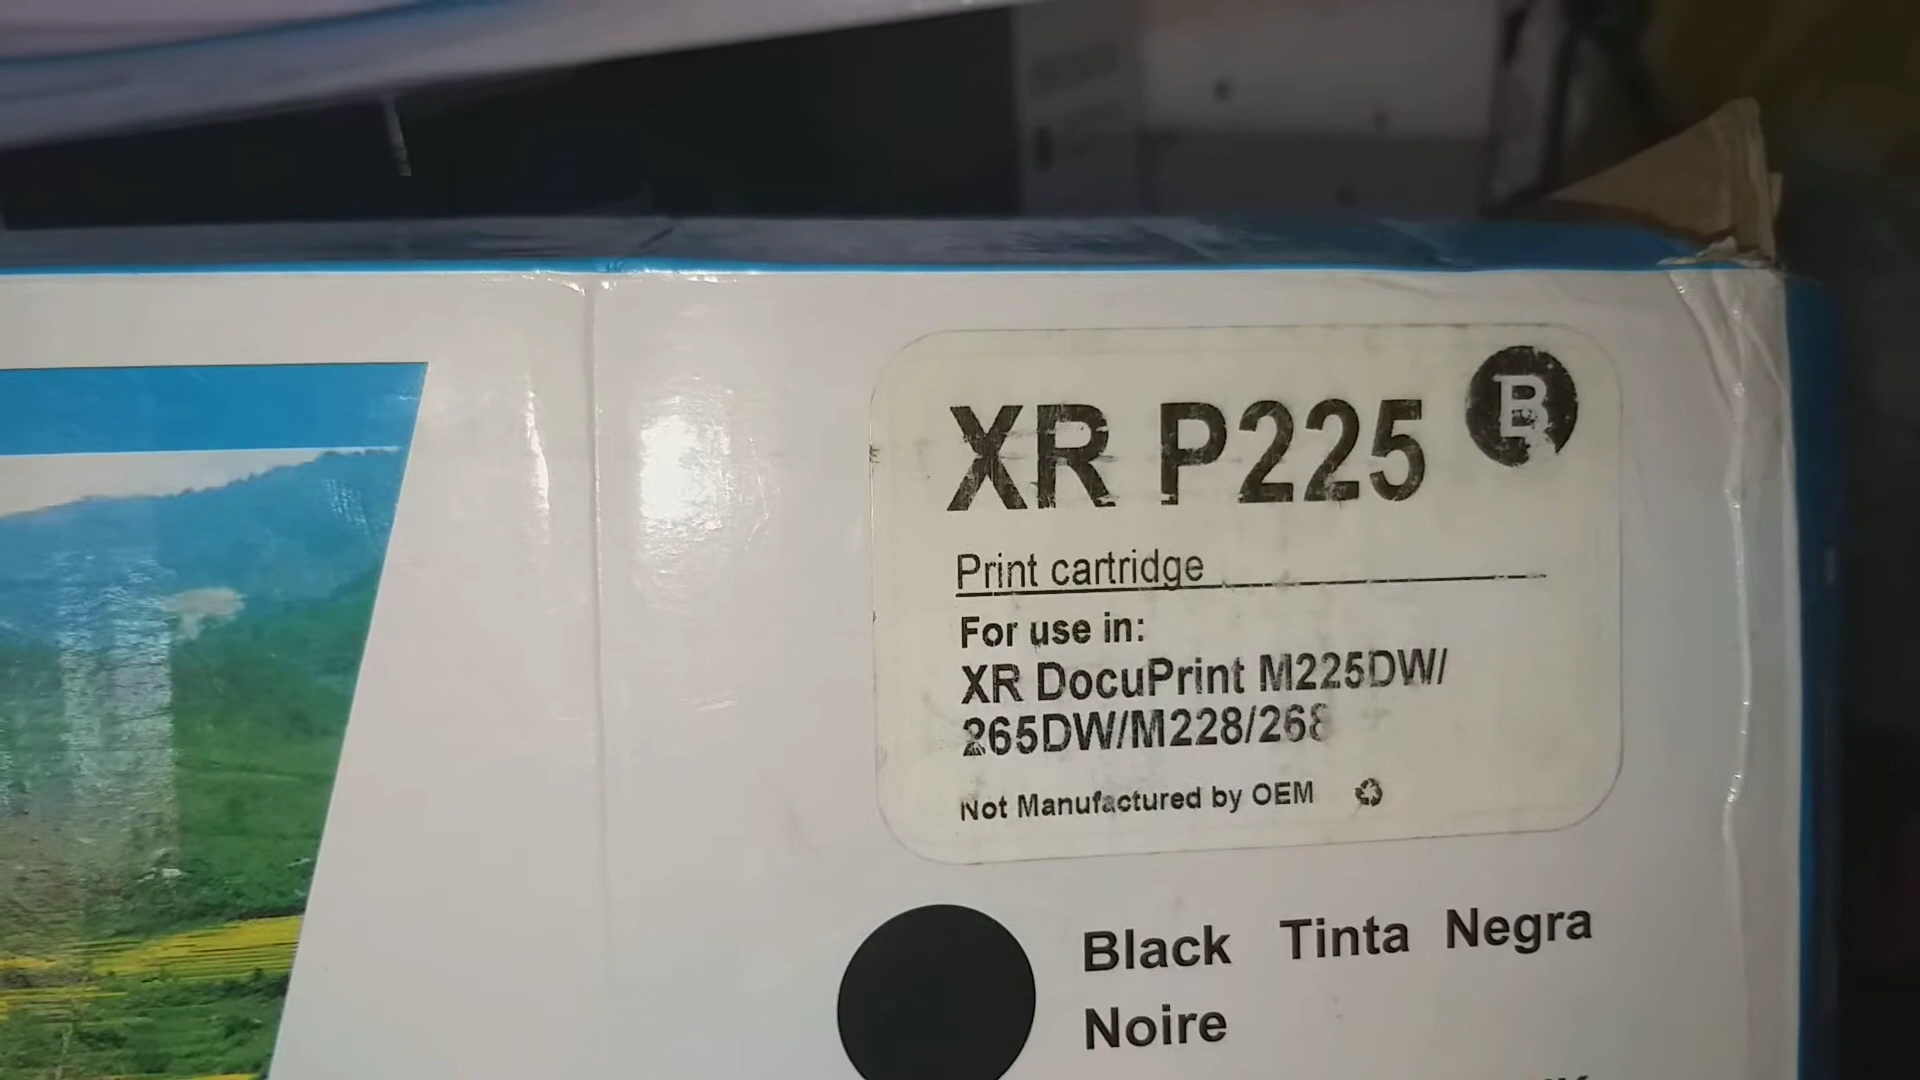 XR P225 B
Print cartridge
For use in:
XR DocuPrint M225DW/
265DW/M228/268
Not Manufactured by OEM
Black Tinta Negra
Noire